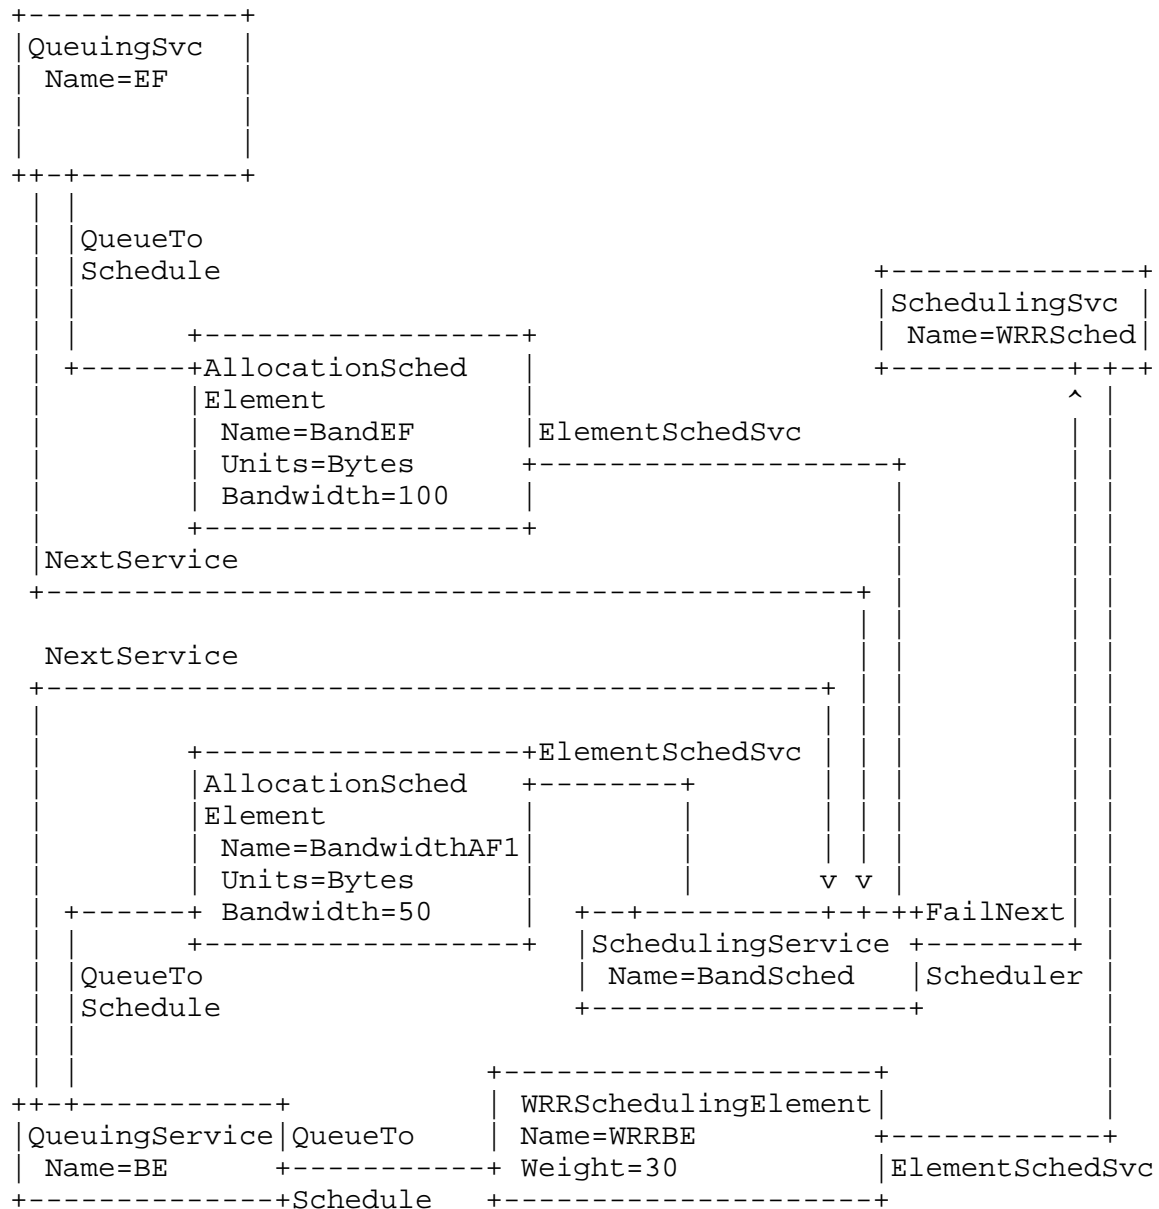 QueuingSvc
Name=EF
QueueTo
Schedule
SchedulingSvc
Name=WRRSched
AllocationSched
Element
Name=BandEF
ElementSchedSvc
Units=Bytes
Bandwidth=100
NextService
NextService
ElementSchedSvc
AllocationSched
Element
Name=BandwidthAF1
Units=Bytes
Bandwidth=50
FailNext
SchedulingService
QueueTo
Name=BandSched
Scheduler
Schedule
WRRSchedulingElement
QueuingService
QueueTo
Name=WRRBE
Name=BE
Weight=30
ElementSchedSvc
Schedule